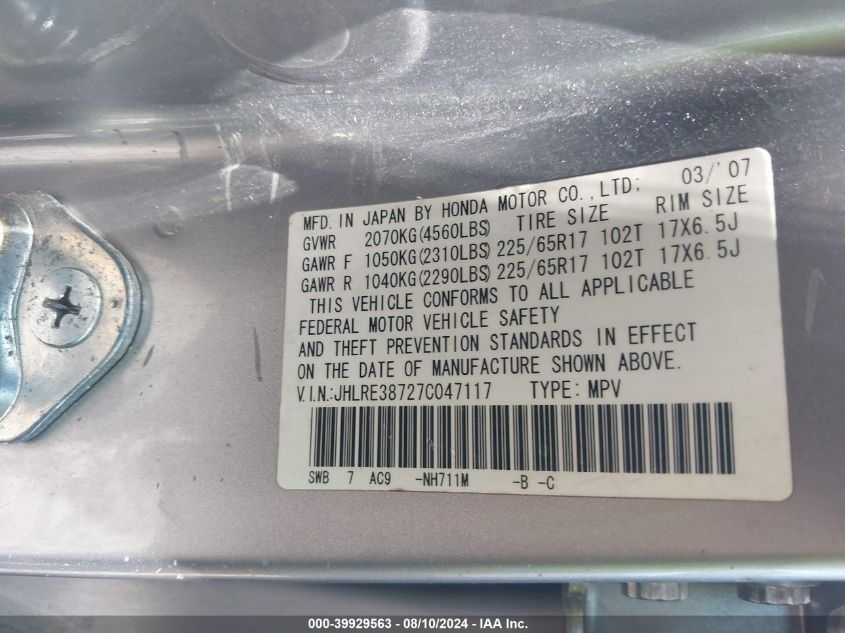 MFD. IN JAPAN BY HONDA MOTOR CO., LTD: 03/'07
GVWR 2070KG(4560LBS) TIRE SIZE RIM SIZE
GAWR F 1050KG(2310LBS) 225/65R17 102T 17X6.5J
GAWR R 1040KG(2290LBS) 225/65R17 102T 17X6.5J
THIS VEHICLE CONFORMS TO ALL APPLICABLE
FEDERAL MOTOR VEHICLE SAFETY
AND THEFT PREVENTION STANDARDS IN EFFECT
ON THE DATE OF MANUFACTURE SHOWN ABOVE.
V.I.N.:JHLRE38727C047117 TYPE: MPV
SWB 7 AC9 -NH711M -B -C
000-39929563 - 08/10/2024 - IAA Inc.